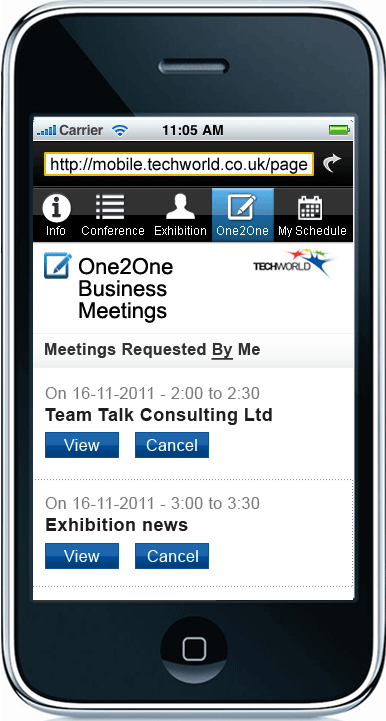 Carrier 11:05 AM
http://mobile.techworld.co.uk/page
Info Conference Exhibition One2One My Schedule
One2One
Business
Meetings
TECHWORLD
Meetings Requested By Me
On 16-11-2011 - 2:00 to 2:30
Team Talk Consulting Ltd
View Cancel
On 16-11-2011 - 3:00 to 3:30
Exhibition news
View Cancel